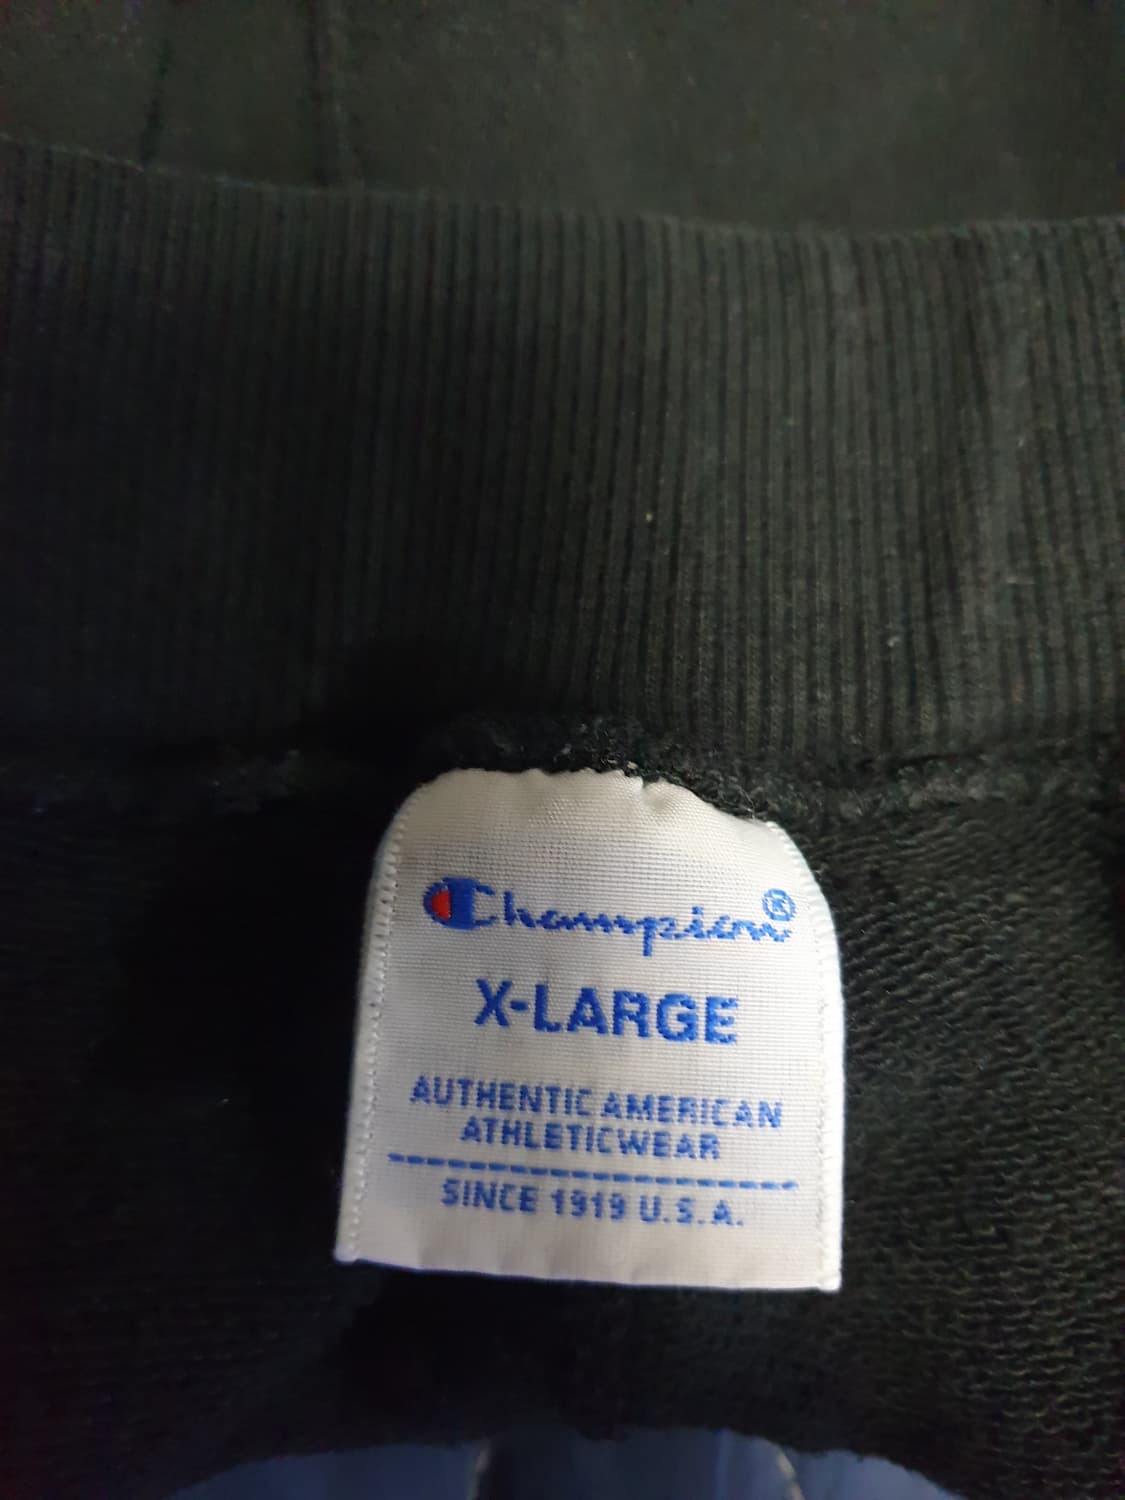 Champion®
X-LARGE
AUTHENTIC AMERICAN
ATHLETICWEAR
SINCE 1919 U.S.A.